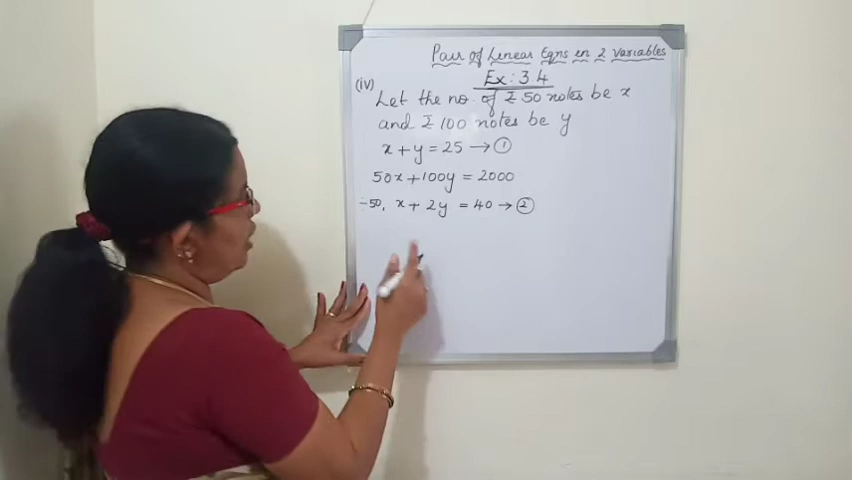 Pair of Linear Eqns in 2 variables
Ex: 3.4
(iv)
Let the no. of ₹ 50 notes be x
and ₹ 100 notes be y
x + y = 25 → ①
50x + 100y = 2000
÷50, x + 2y = 40 → ②